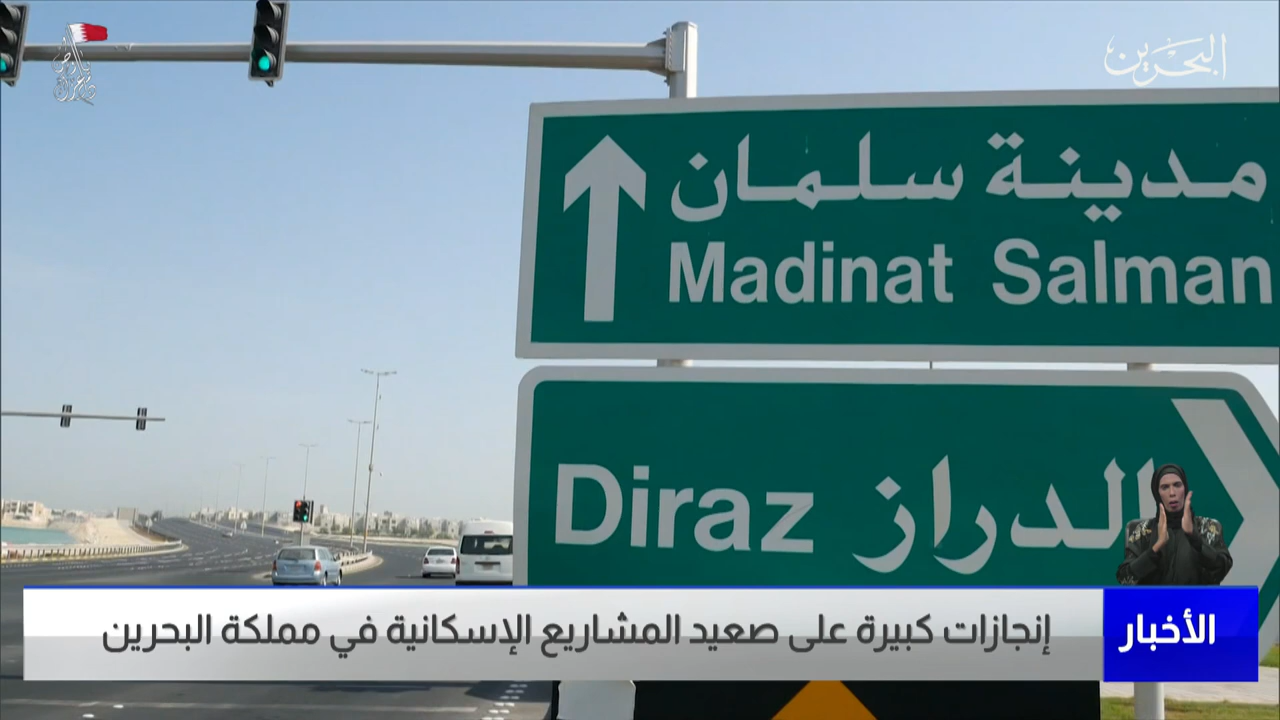 البحرين
مدينة سلمان
Madinat Salman
Diraz الدراز
الأخبار
إنجازات كبيرة على صعيد المشاريع الإسكانية في مملكة البحرين